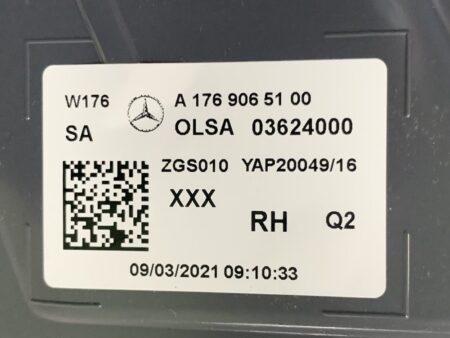 W176 A 176 906 51 00
SA OLSA 03624000
ZGS010 YAP20049/16
XXX
RH Q2
09/03/2021 09:10:33